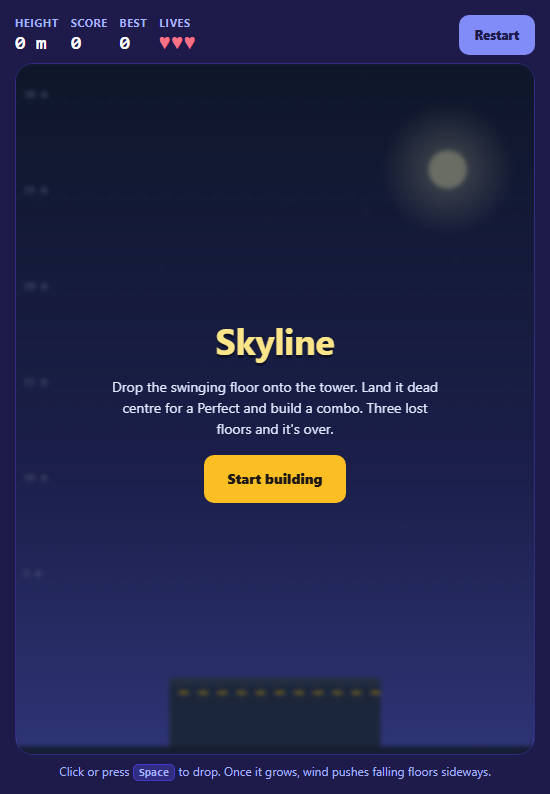 HEIGHT SCORE BEST LIVES
0 m 0 0 ♥♥♥
Restart
Skyline
Drop the swinging floor onto the tower. Land it dead
centre for a Perfect and build a combo. Three lost
floors and it's over.
Start building
Click or press Space to drop. Once it grows, wind pushes falling floors sideways.